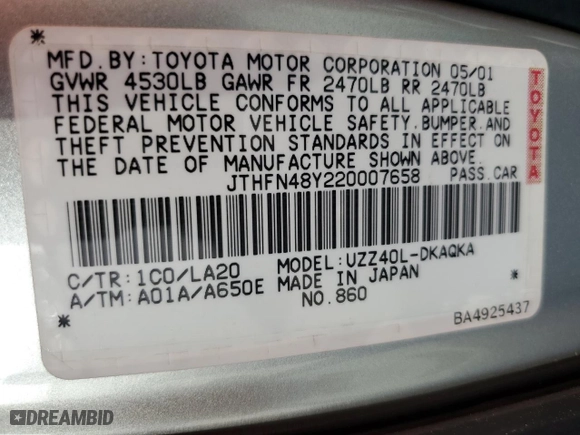 MFD.BY:TOYOTA MOTOR CORPORATION 05/01
GVWR 4530LB GAWR FR 2470LB RR 2470LB
THIS VEHICLE CONFORMS TO ALL APPLICABLE
FEDERAL MOTOR VEHICLE SAFETY,BUMPER,AND
THEFT PREVENTION STANDARDS IN EFFECT ON
THE DATE OF MANUFACTURE SHOWN ABOVE.
JTHFN48Y220007658 PASS.CAR
TOYOTA
C/TR:1C0/LA20 MODEL:UZZ40L-DKAQKA
A/TM:A01A/A650E MADE IN JAPAN
* NO.860 *
BA4925437
DREAMBID